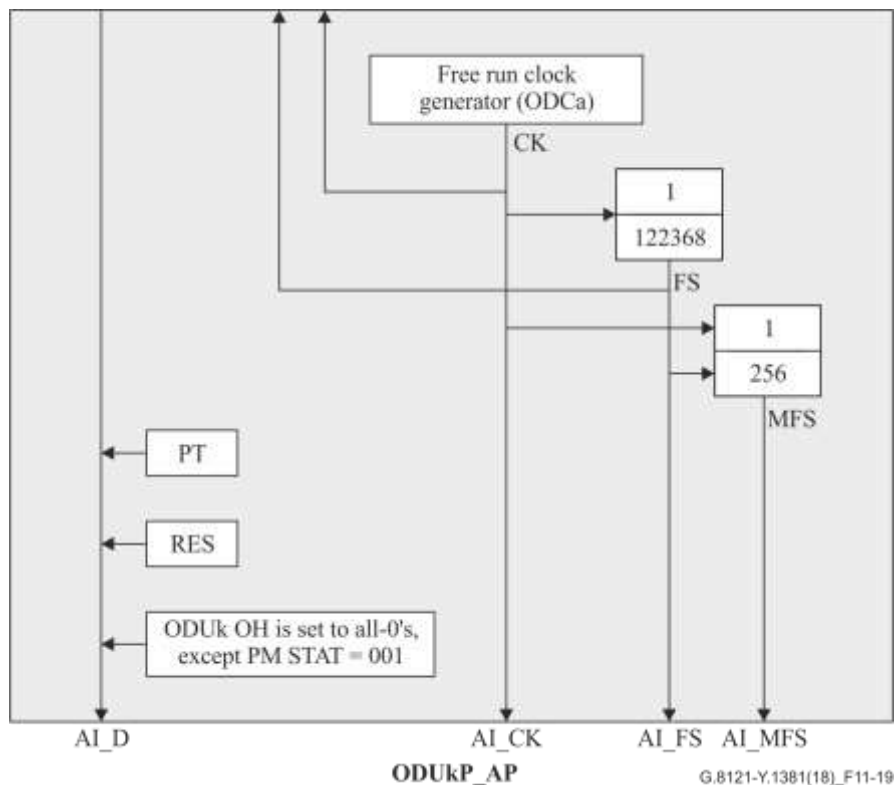 Free run clock
generator (ODCa)
CK
1
122368
FS
1
256
MFS
PT
RES
ODUk OH is set to all-0's,
except PM STAT = 001
AI_D
AI_CK
AI_FS
AI_MFS
ODUkP_AP
G.8121-Y.1381(18)_F11-19